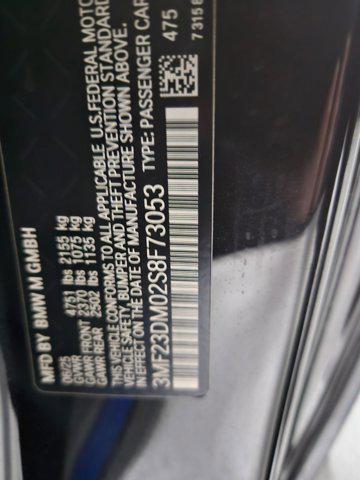 MFD BY BMW M GMBH
08/25
GVWR 4751 lbs 2155 kg
GAWR FRONT 2370 lbs 1075 kg
GAWR REAR 2502 lbs 1135 kg
THIS VEHICLE CONFORMS TO ALL APPLICABLE U.S.FEDERAL MOTOR
VEHICLE SAFETY, BUMPER, AND THEFT PREVENTION STANDARDS
IN EFFECT ON THE DATE OF MANUFACTURE SHOWN ABOVE.
3MF23DM02S8F73053 TYPE: PASSENGER CAR
475
7315